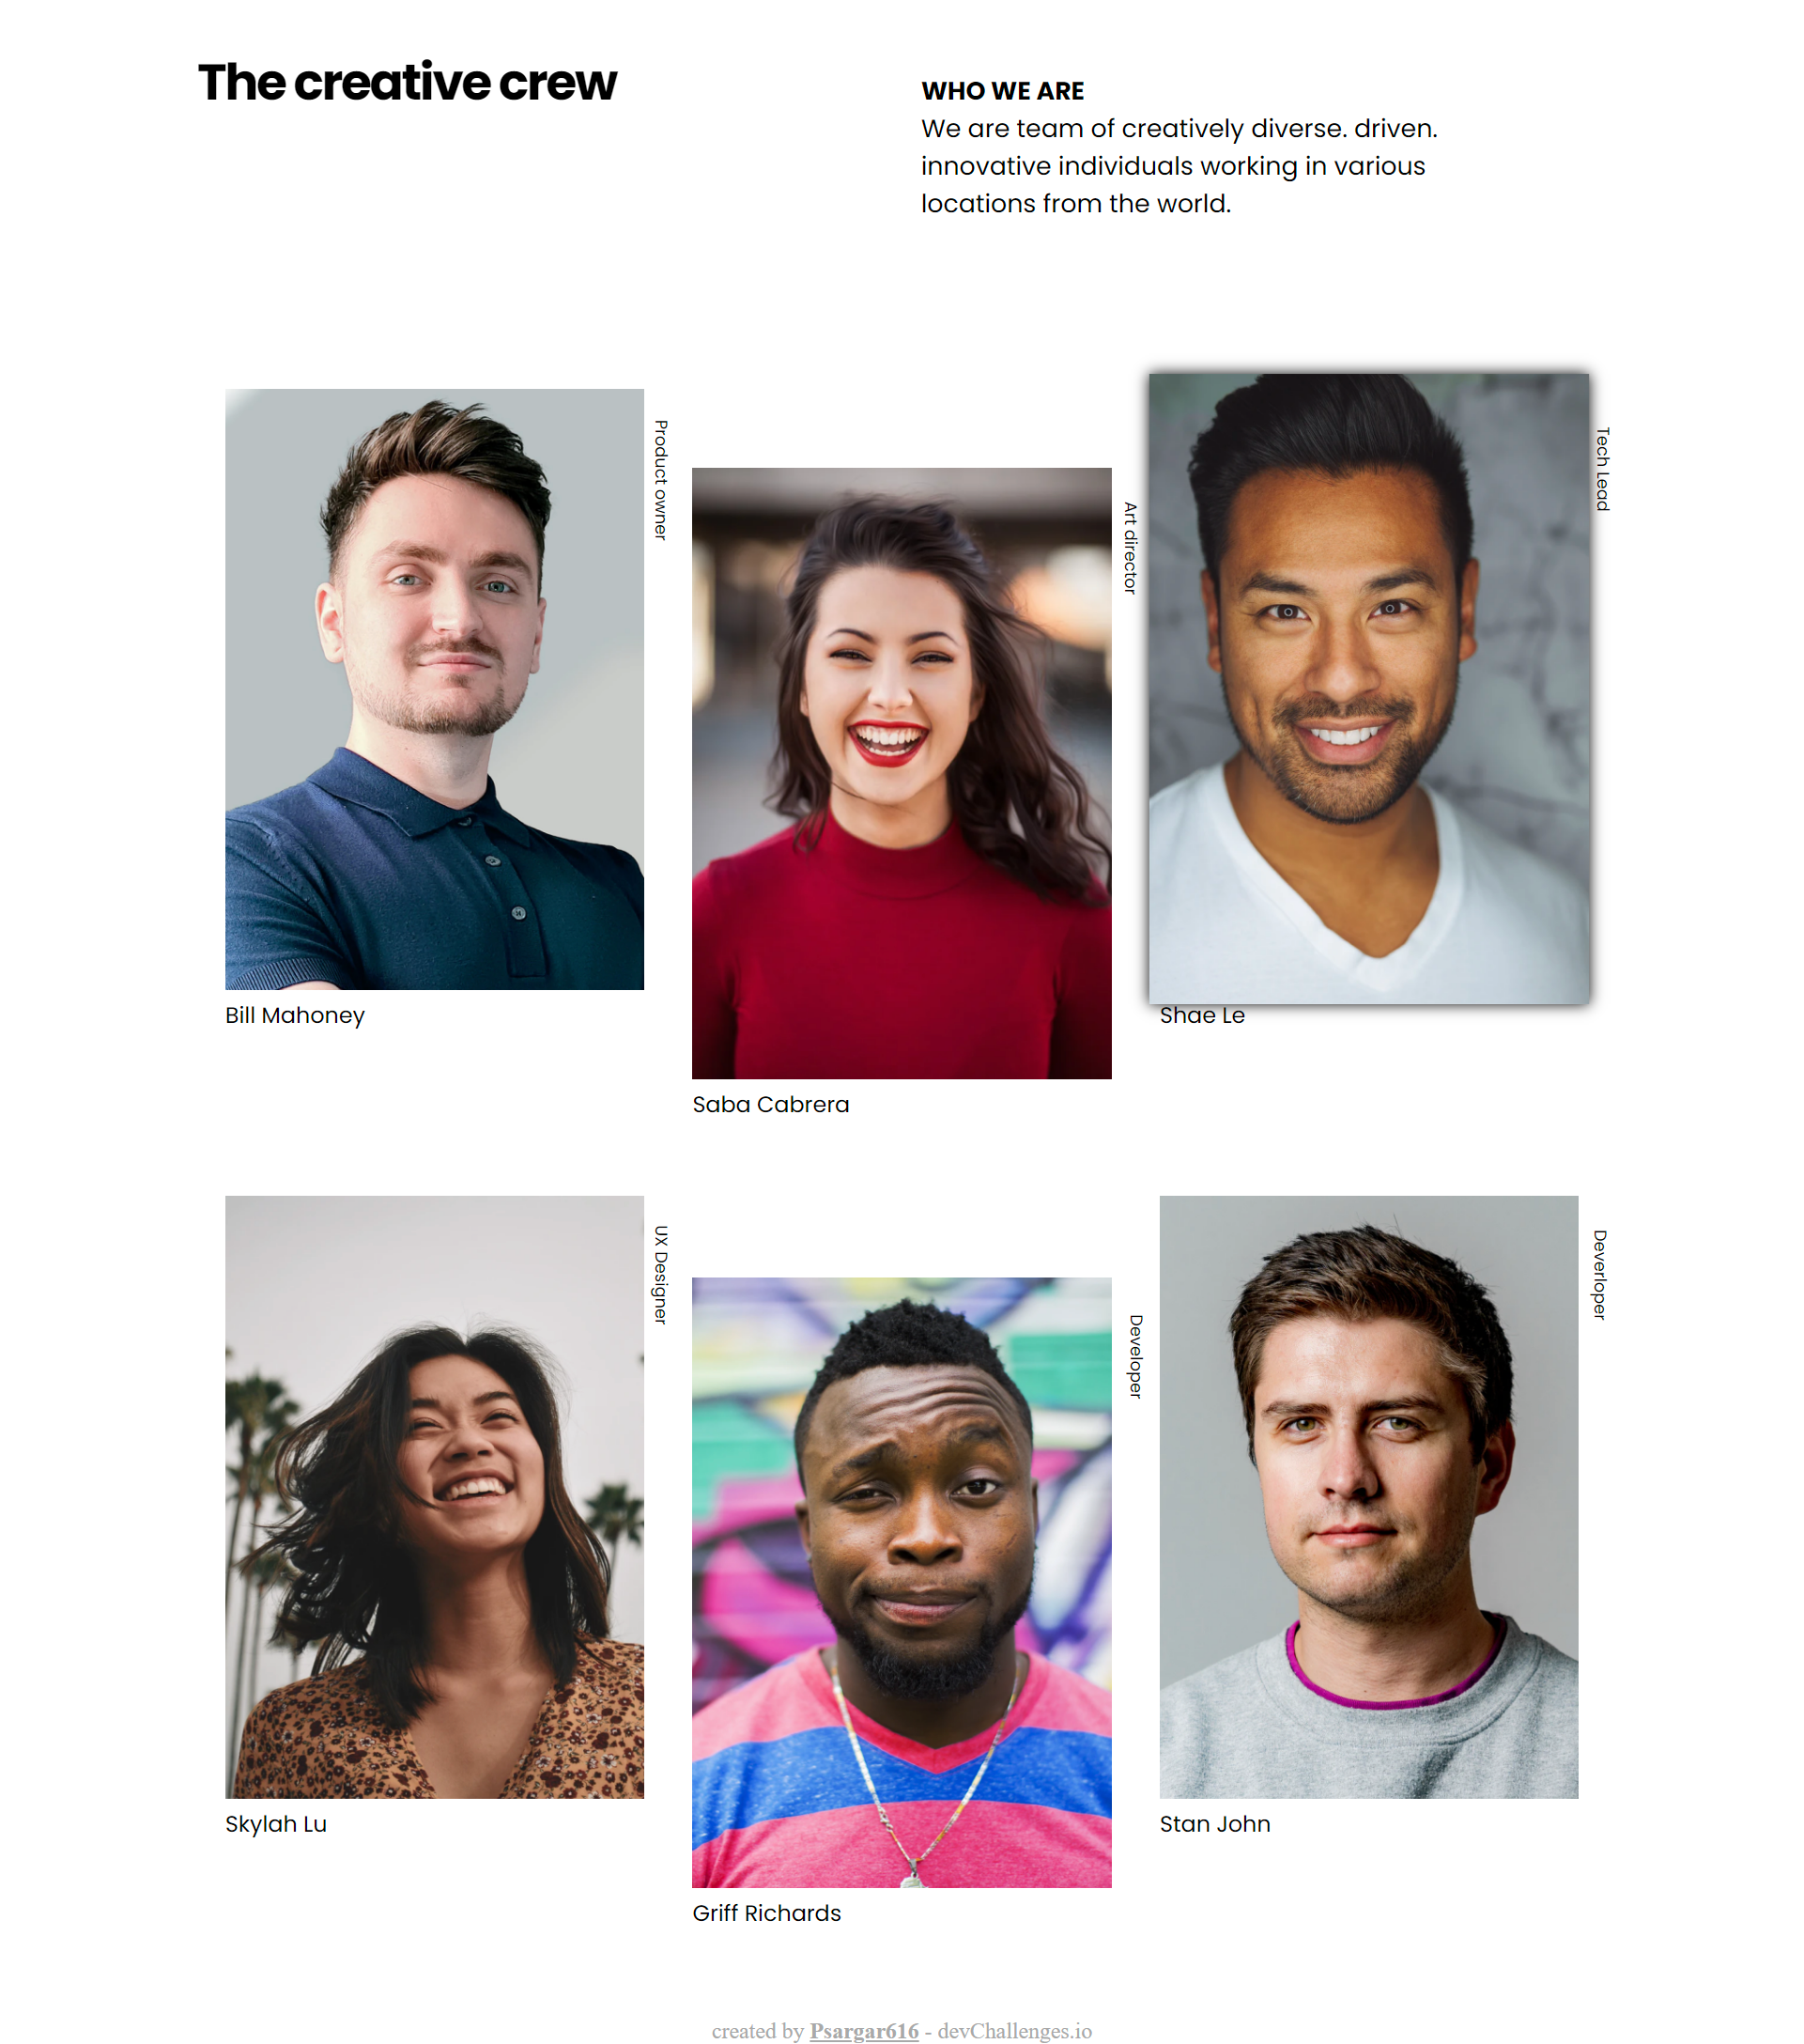 The creative crew
WHO WE ARE
We are team of creatively diverse. driven.
innovative individuals working in various
locations from the world.
Product owner
Art director
Tech Lead
Bill Mahoney
Saba Cabrera
Shae Le
UX Designer
Developer
Deverloper
Skylah Lu
Griff Richards
Stan John
created by Psargar616 - devChallenges.io